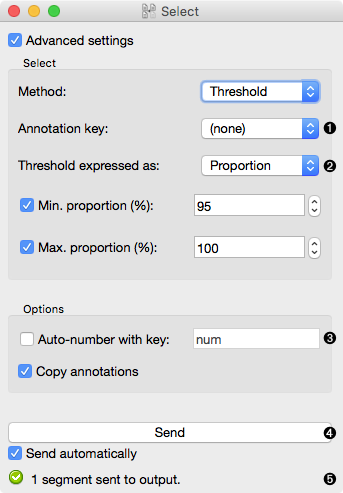 Select
Advanced settings
Select
Method: Threshold
Annotation key: (none) ❶
Threshold expressed as: Proportion ❷
Min. proportion (%): 95
Max. proportion (%): 100
Options
Auto-number with key: num ❸
Copy annotations
Send ❹
Send automatically
1 segment sent to output. ❺